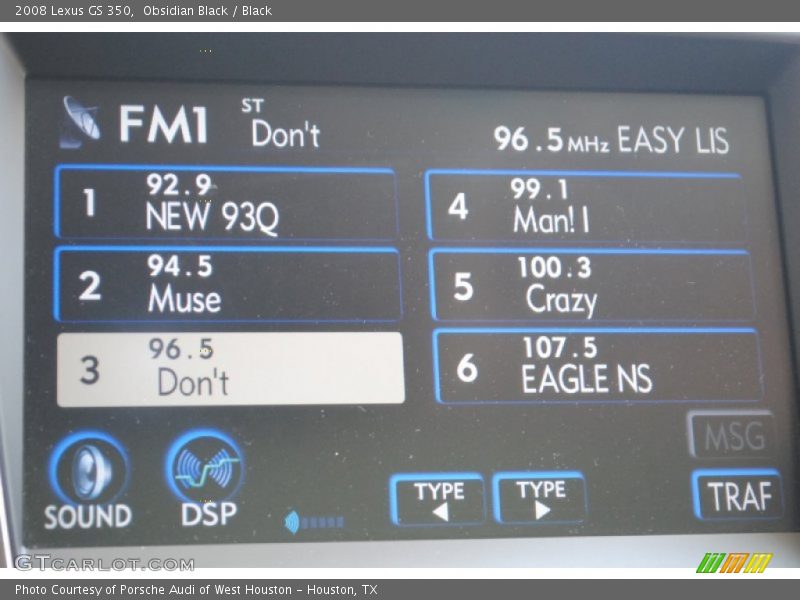 2008 Lexus GS 350, Obsidian Black / Black
FM1
ST
Don't
96.5 MHz EASY LIS
1
92.9
NEW 93Q
2
94.5
Muse
3
96.5
Don't
4
99.1
Man! I
5
100.3
Crazy
6
107.5
EAGLE NS
MSG
SOUND
DSP
TYPE
TYPE
TRAF
GTcarlot.com
Photo Courtesy of Porsche Audi of West Houston - Houston, TX